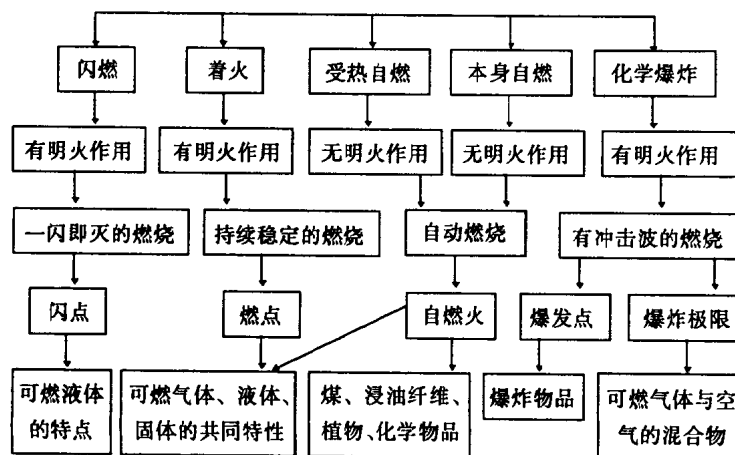 闪燃
着火
受热自燃
本身自燃
化学爆炸
有明火作用
有明火作用
无明火作用
无明火作用
有明火作用
一闪即灭的燃烧
持续稳定的燃烧
自动燃烧
有冲击波的燃烧
闪点
燃点
自燃火
爆发点
爆炸极限
可燃液体
的特点
可燃气体、液体、
固体的共同特性
煤、浸油纤维、
植物、化学物品
爆炸物品
可燃气体与空
气的混合物